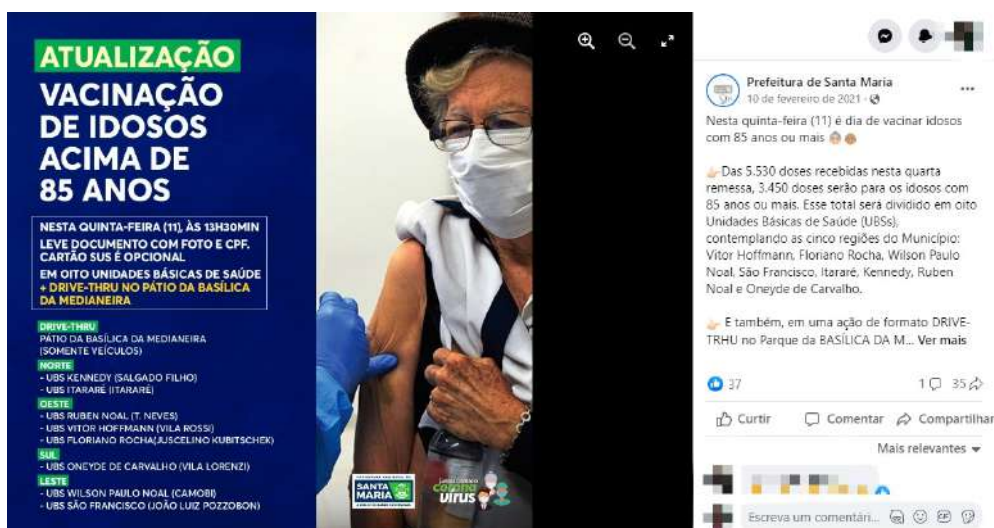 ATUALIZAÇÃO
VACINAÇÃO
DE IDOSOS
ACIMA DE
85 ANOS
NESTA QUINTA-FEIRA (11), ÀS 13H30MIN
LEVE DOCUMENTO COM FOTO E CPF.
CARTÃO SUS É OPCIONAL
EM OITO UNIDADES BÁSICAS DE SAÚDE
+ DRIVE-THRU NO PÁTIO DA BASÍLICA
DA MEDIANEIRA
DRIVE-THRU
PÁTIO DA BASÍLICA DA MEDIANEIRA
(SOMENTE VEÍCULOS)
NORTE
- UBS KENNEDY (SALGADO FILHO)
- UBS ITARARÉ (ITARARÉ)
OESTE
- UBS RUBEN NOAL (T. NEVES)
- UBS VITOR HOFFMANN (VILA ROSSI)
- UBS FLORIANO ROCHA(JUSCELINO KUBITSCHEK)
SUL
- UBS ONEYDE DE CARVALHO (VILA LORENZI)
LESTE
- UBS WILSON PAULO NOAL (CAMOBI)
- UBS SÃO FRANCISCO (JOÃO LUIZ POZZOBON)
SANTA
MARIA
corona
vírus
Prefeitura de Santa Maria
10 de fevereiro de 2021 ·
Nesta quinta-feira (11) é dia de vacinar idosos
com 85 anos ou mais
Das 5.530 doses recebidas nesta quarta
remessa, 3.450 doses serão para os idosos com
85 anos ou mais. Esse total será dividido em oito
Unidades Básicas de Saúde (UBSs),
contemplando as cinco regiões do Município:
Vitor Hoffmann, Floriano Rocha, Wilson Paulo
Noal, São Francisco, Itararé, Kennedy, Ruben
Noal e Oneyde de Carvalho.
E também, em uma ação de formato DRIVE-
TRHU no Parque da BASÍLICA DA M... Ver mais
37
1 35
Curtir Comentar Compartilhar
Mais relevantes
Escreva um comentári...